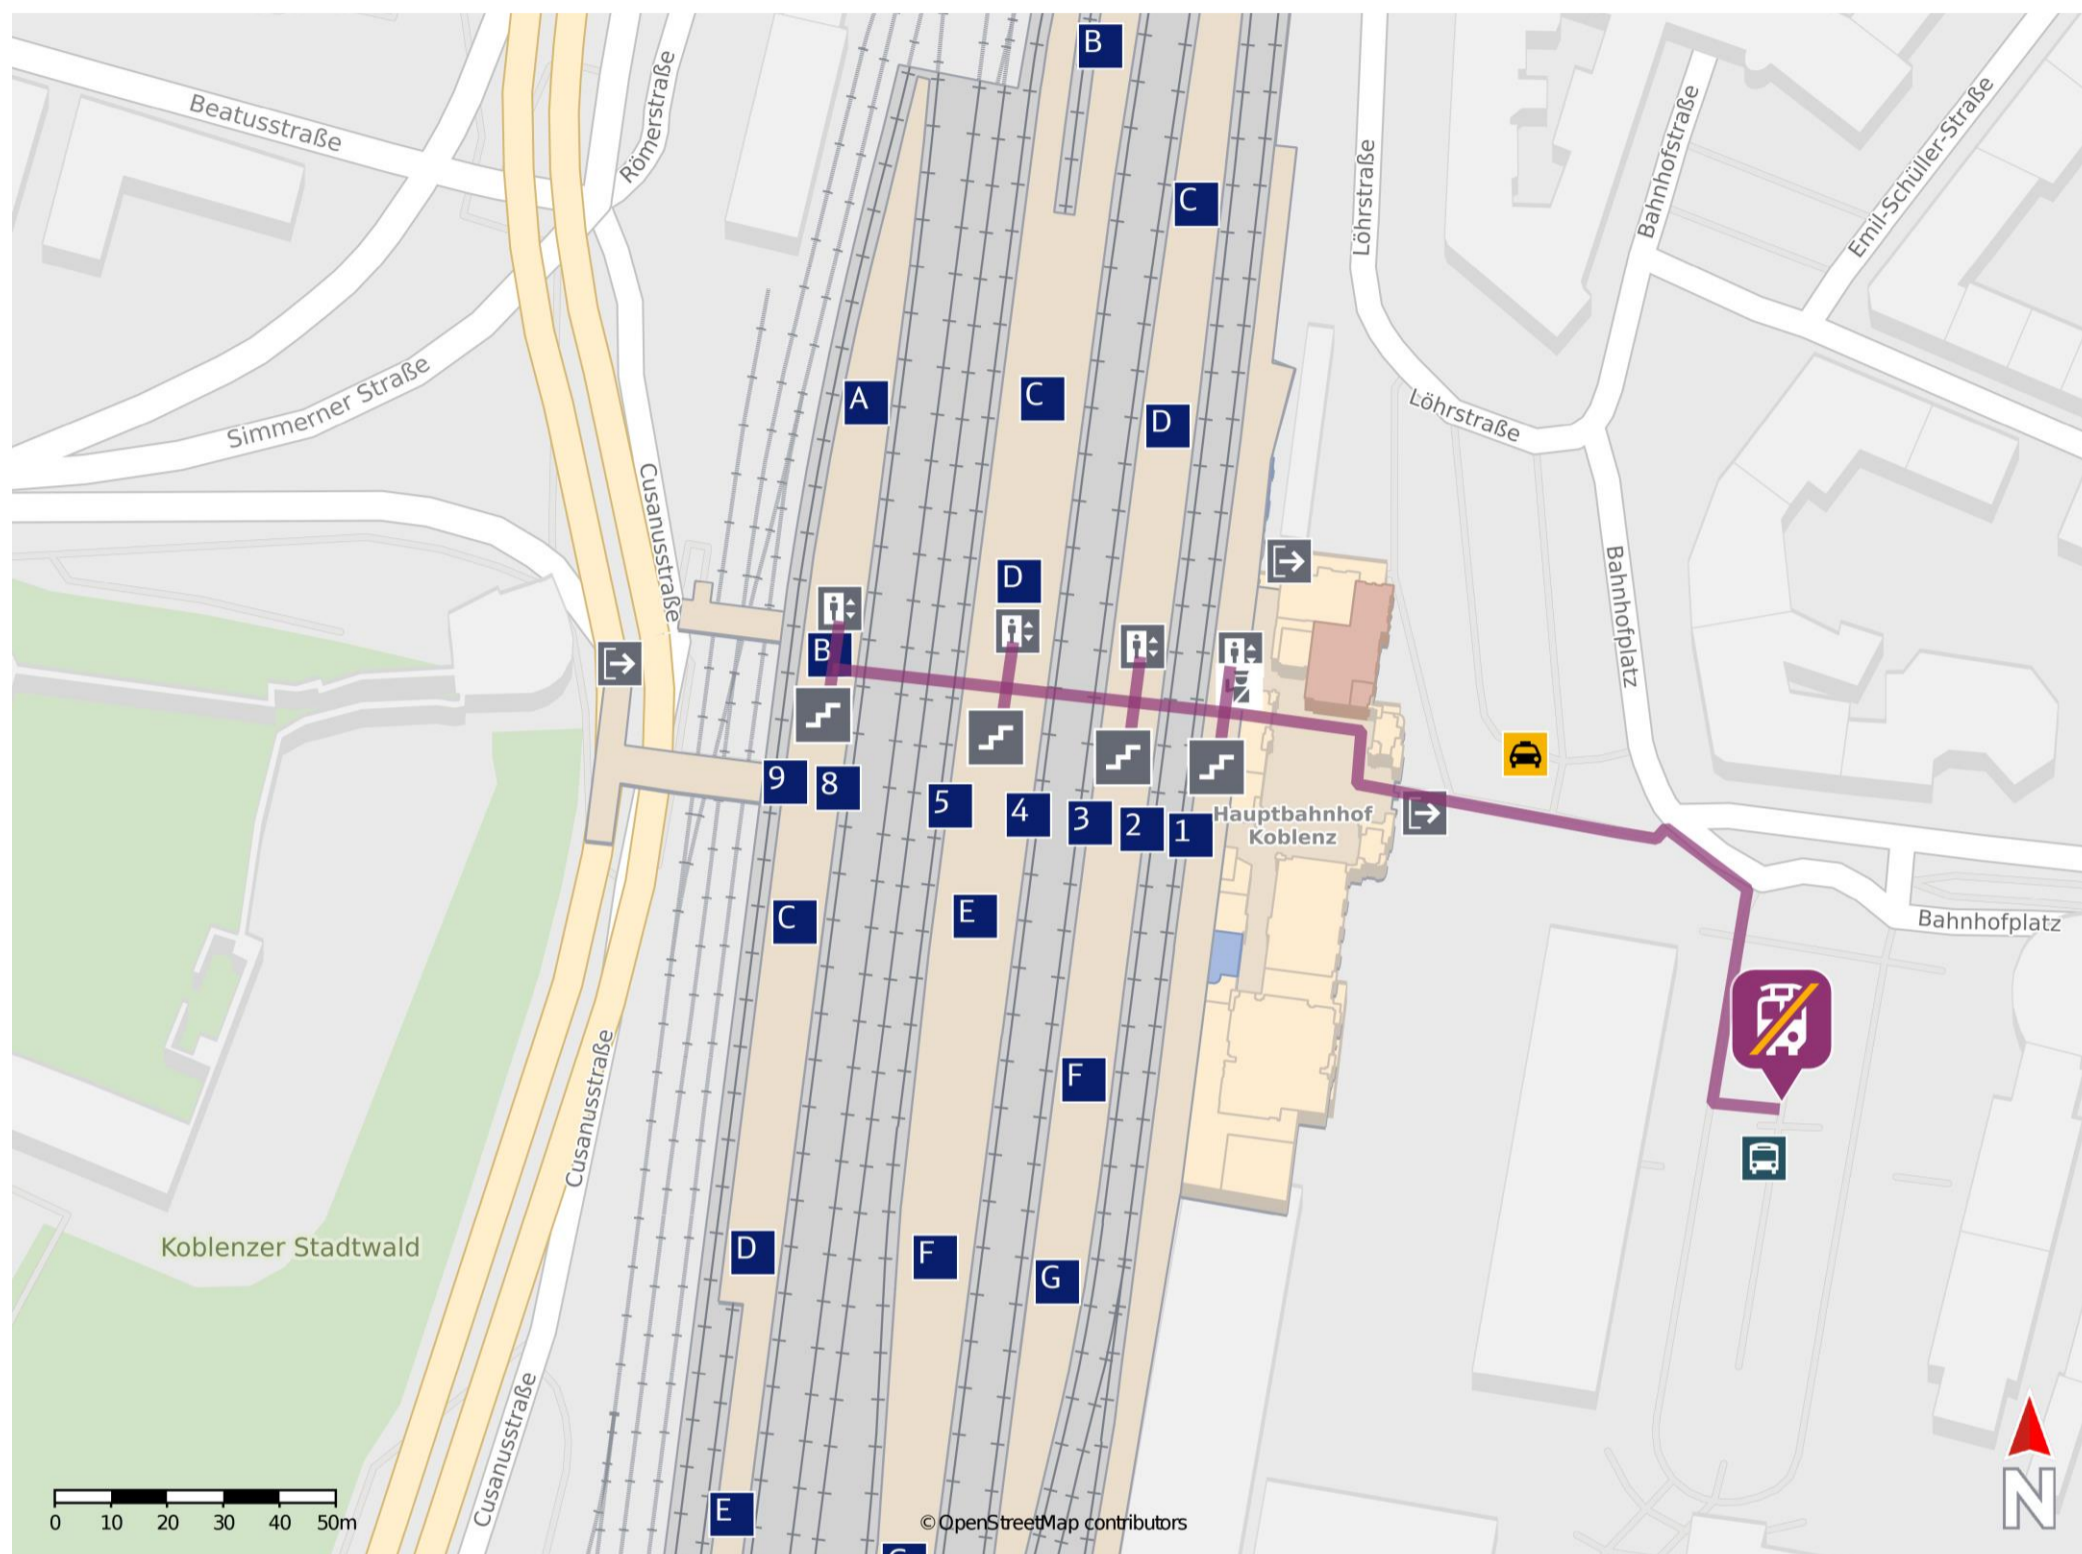 B
Beatusstraße
Römerstraße
Löhrstraße
Bahnhofstraße
Emil-Schüller-Straße
C
Simmerner Straße
A
C
D
Löhrstraße
Cusanusstraße
D
Bahnhofplatz
B
9
8
5
4
3
2
1
Hauptbahnhof
Koblenz
C
E
Bahnhofplatz
F
Cusanusstraße
Koblenzer Stadtwald
D
F
G
Cusanusstraße
E
0 10 20 30 40 50m
© OpenStreetMap contributors
N